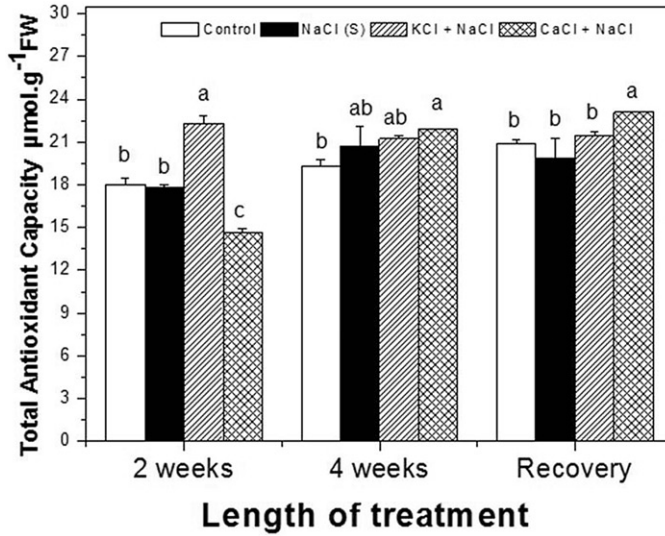 Total Antioxidant Capacity µmol.g⁻¹FW
30
27
24
21
18
15
12
9
6
3
0
Control NaCl (S) KCl + NaCl CaCl + NaCl
b b a c
b ab ab a
b b b a
2 weeks 4 weeks Recovery
Length of treatment